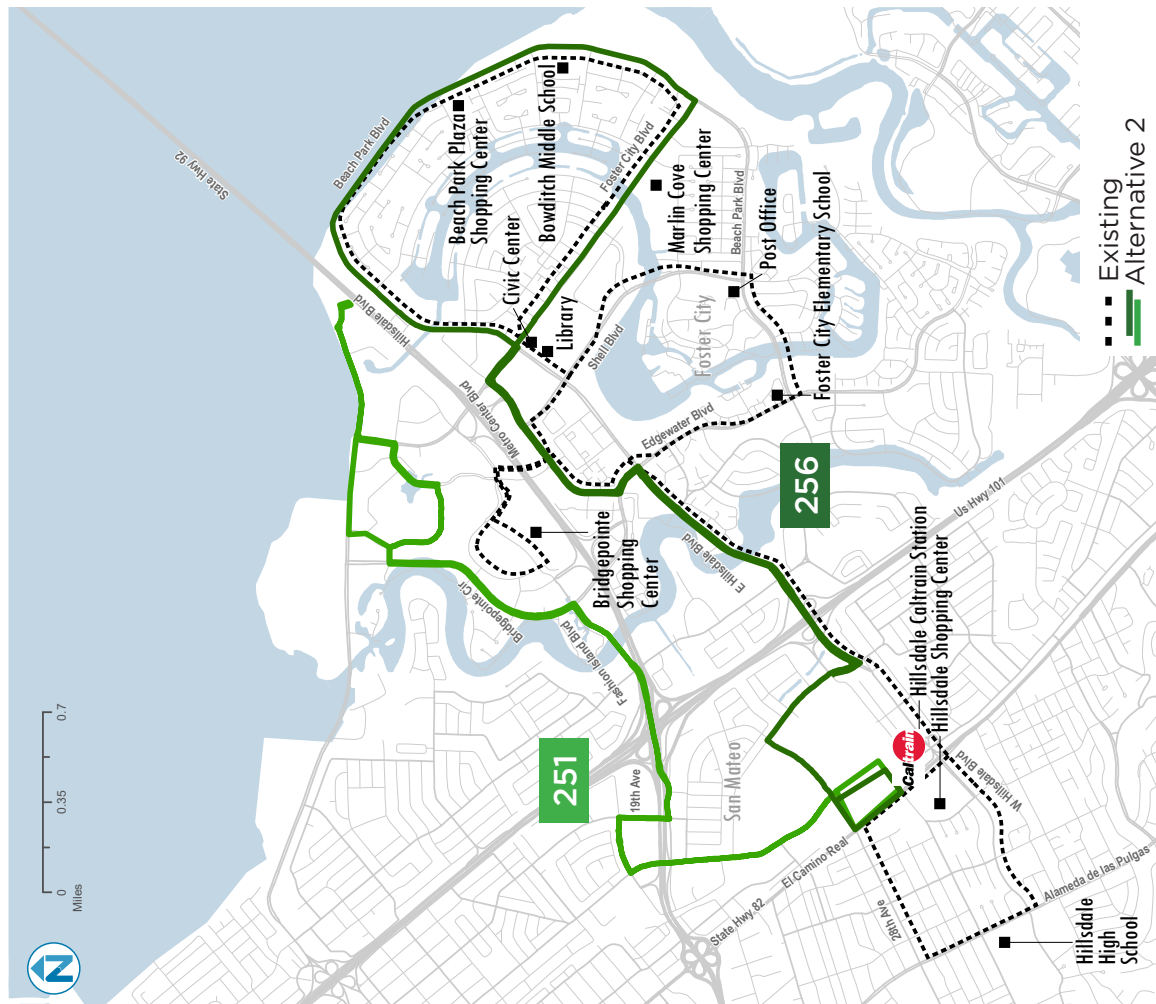 N
0
0.35
0.7
Miles
State Hwy 92
Beach Park Blvd
Beach Park Plaza
Shopping Center
Bowditch Middle School
Foster City Blvd
Hillsdale Blvd
Civic Center
Library
Marlin Cove
Shopping Center
Beach Park Blvd
Metro Center Blvd
Shell Blvd
Foster City
Post Office
Foster City Elementary School
Edgewater Blvd
Bridgepointe
Shopping
Center
Bridgepointe Cir
Fashion Island Blvd
E Hillsdale Blvd
256
Us Hwy 101
251
19th Ave
San Mateo
Hillsdale Caltrain Station
Hillsdale Shopping Center
Caltrain
W Hillsdale Blvd
El Camino Real
State Hwy 82
28th Ave
Alameda de las Pulgas
Hillsdale
High
School
Existing
Alternative 2